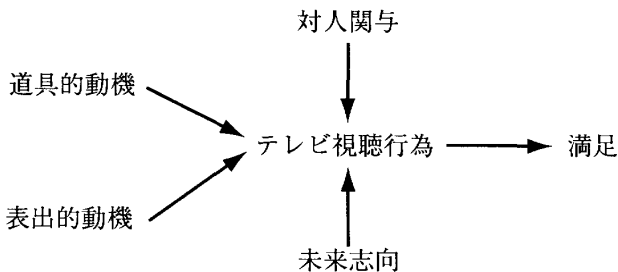 対人関与
道具的動機
テレビ視聴行為
満足
表出的動機
未来志向